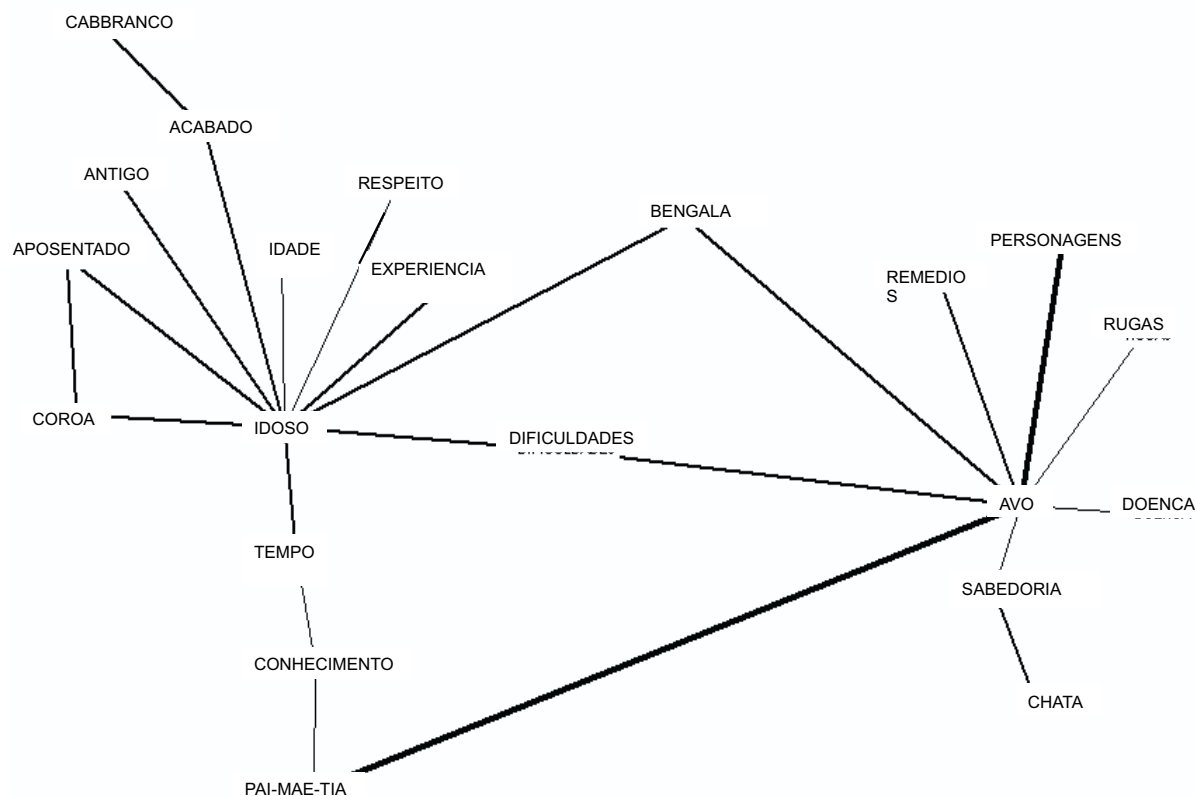 CABBRANCO
ACABADO
ANTIGO
RESPEITO
BENGALA
PERSONAGENS
APOSENTADO
IDADE
EXPERIENCIA
REMEDIO
S
RUGAS
COROA
IDOSO
DIFICULDADES
AVO
DOENCA
TEMPO
SABEDORIA
CONHECIMENTO
CHATA
PAI-MAE-TIA